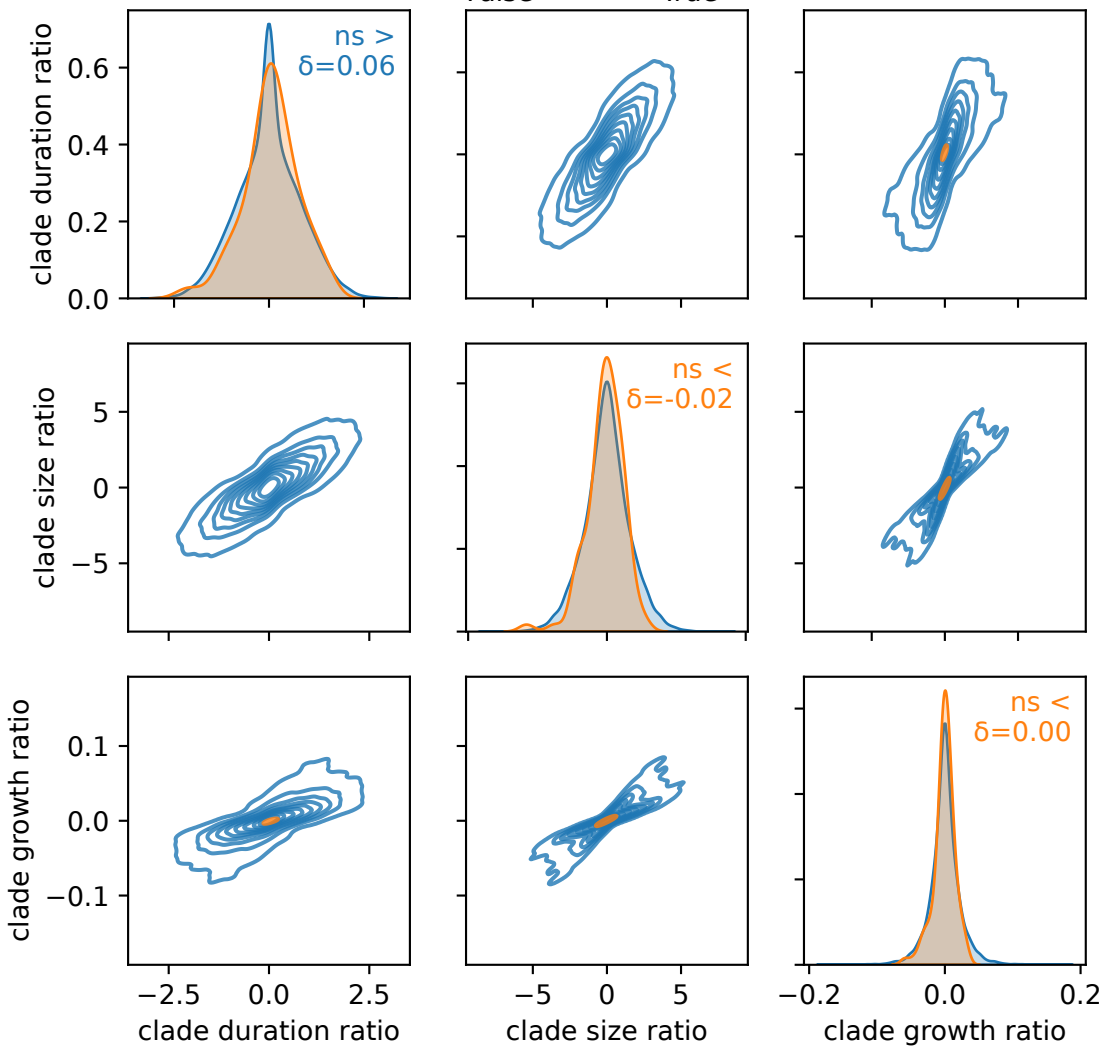 clade duration ratio
0.6
0.4
0.2
0.0
ns >
δ=0.06
clade size ratio
5
0
−5
ns <
δ=-0.02
clade growth ratio
0.1
0.0
−0.1
ns <
δ=0.00
−2.5 0.0 2.5
−5 0 5
−0.2 0.0 0.2
clade duration ratio
clade size ratio
clade growth ratio